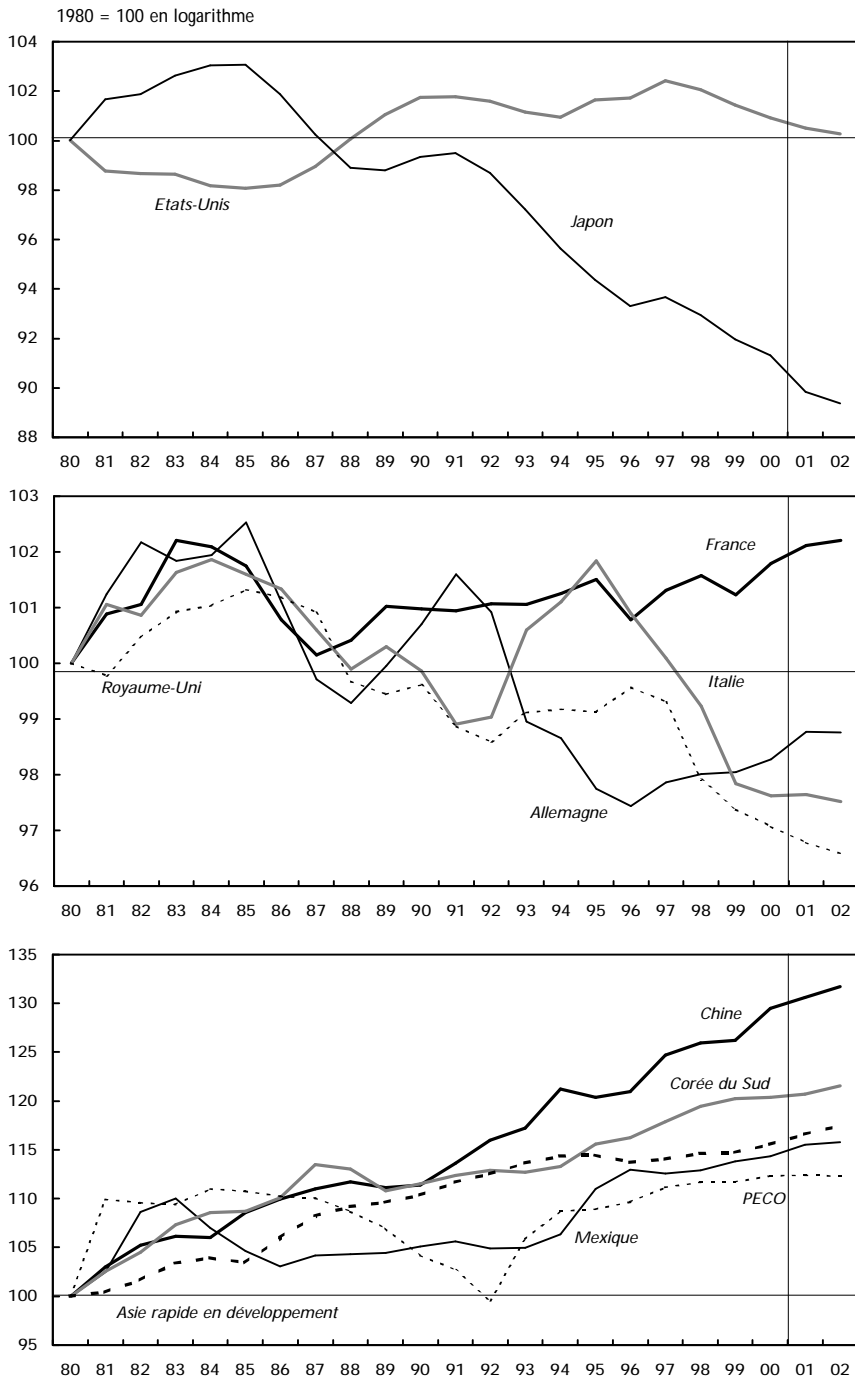 1980 = 100 en logarithme
104
102
100
98
96
94
92
90
88
Etats-Unis
Japon
80 81 82 83 84 85 86 87 88 89 90 91 92 93 94 95 96 97 98 99 00 01 02
103
102
101
100
99
98
97
96
France
Royaume-Uni
Italie
Allemagne
80 81 82 83 84 85 86 87 88 89 90 91 92 93 94 95 96 97 98 99 00 01 02
135
130
125
120
115
110
105
100
95
Chine
Corée du Sud
PECO
Mexique
Asie rapide en développement
80 81 82 83 84 85 86 87 88 89 90 91 92 93 94 95 96 97 98 99 00 01 02